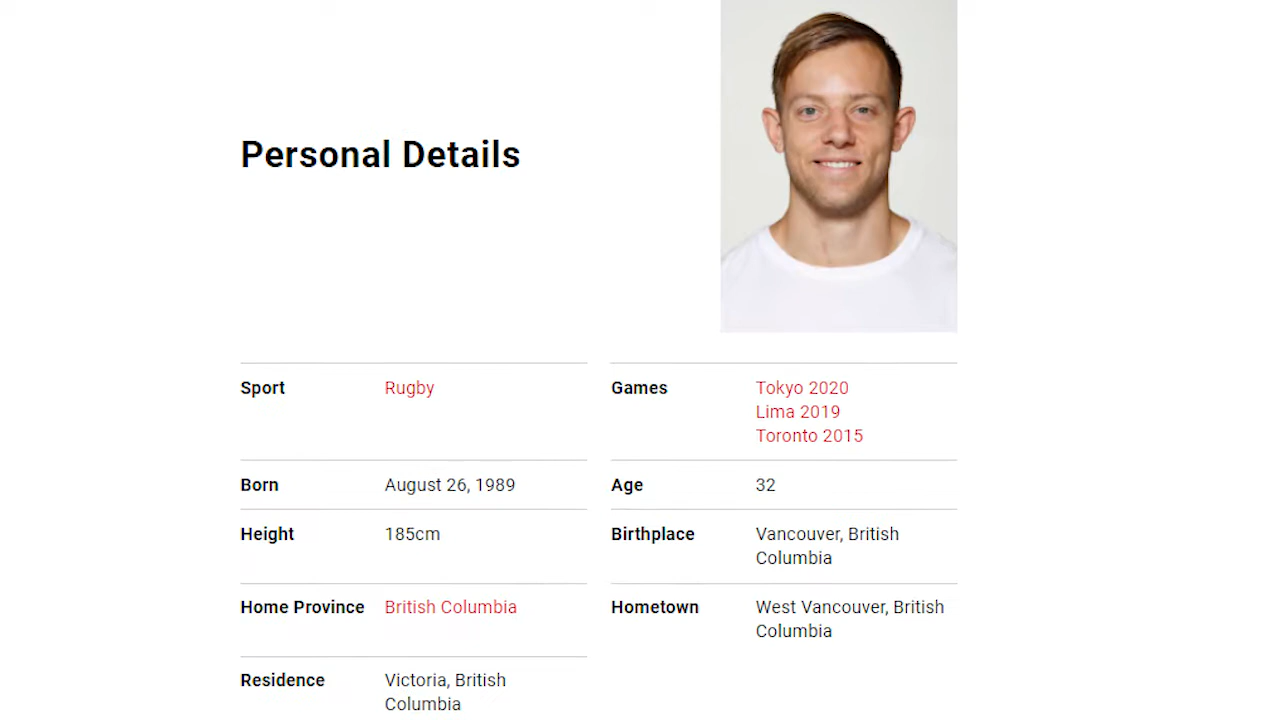 Personal Details
Sport Rugby Games Tokyo 2020
Lima 2019
Toronto 2015
Born August 26, 1989 Age 32
Height 185cm Birthplace Vancouver, British
Columbia
Home Province British Columbia Hometown West Vancouver, British
Columbia
Residence Victoria, British
Columbia